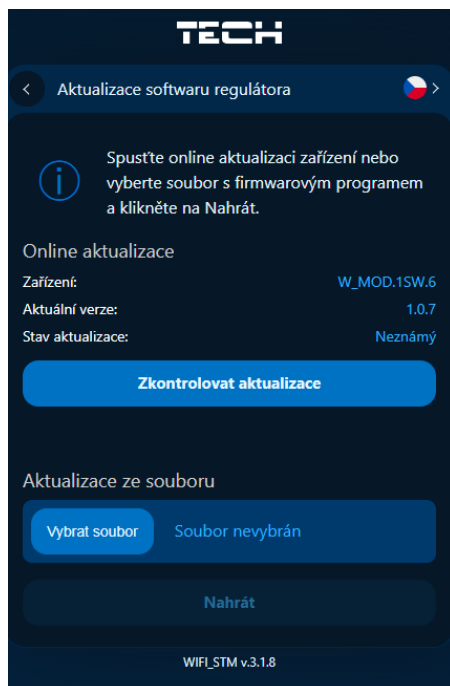 TECH
Aktualizace softwaru regulátora
Spusťte online aktualizaci zařízení nebo
vyberte soubor s firmwarovým programem
a klikněte na Nahrát.
Online aktualizace
Zařízení: W_MOD.1SW.6
Aktuální verze: 1.0.7
Stav aktualizace: Neznámý
Zkontrolovat aktualizace
Aktualizace ze souboru
Vybrat soubor Soubor nevybrán
Nahrát
WIFI_STM v.3.1.8